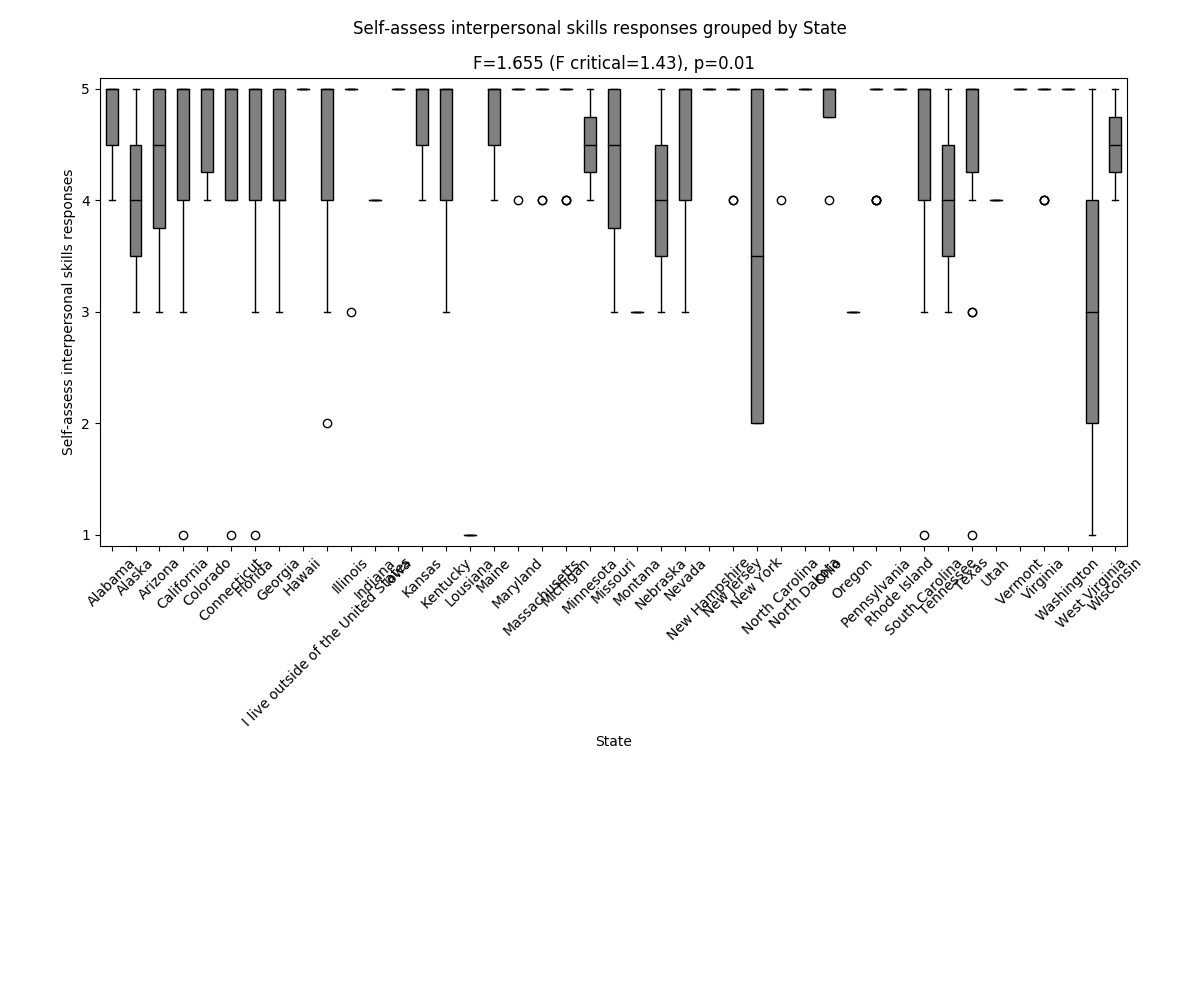 Self-assess interpersonal skills responses grouped by State
F=1.655 (F critical=1.43), p=0.01
Self-assess interpersonal skills responses
5
4
3
2
1
Alabama
Alaska
Arizona
California
Colorado
Connecticut
Florida
Georgia
Hawaii
I live outside of the United States
Illinois
Indiana
Iowa
Kansas
Kentucky
Lousiana
Maine
Maryland
Massachusetts
Michigan
Minnesota
Missouri
Montana
Nebraska
Nevada
New Hampshire
New Jersey
New York
North Carolina
North Dakota
Ohio
Oregon
Pennsylvania
Rhode Island
South Carolina
Tennessee
Texas
Utah
Vermont
Virginia
Washington
West Virginia
Wisconsin
State